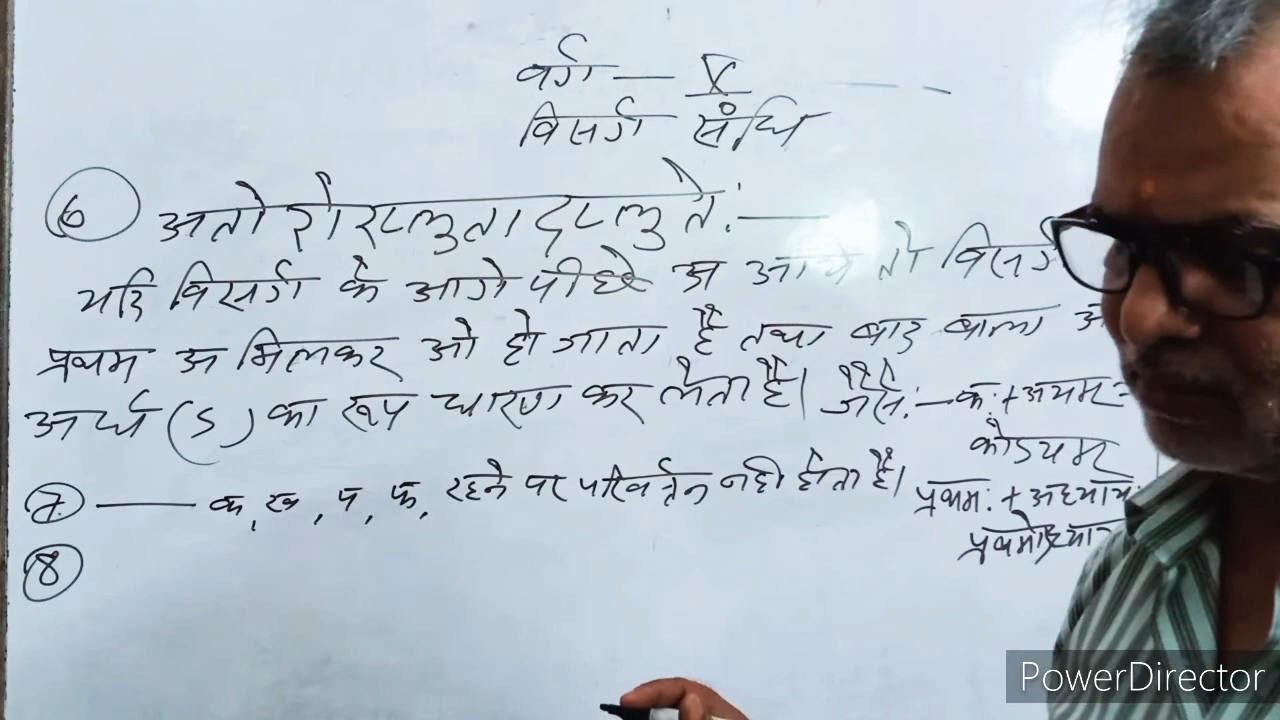 वर्ग — X
विसर्ग संधि
6 अतो रोरप्लुतादप्लुते: —
यदि विसर्ग के आगे पीछे अ आये तो विसर्ग
प्रथम अ मिलकर ओ हो जाता है तथा बाद वाला अ
अर्ध (ऽ) का रूप धारण कर लेता है। जैसे:— क: + अयम =
कोऽयम
7. — क, ख, प, फ, रहने पर परिवर्तन नही होता है।
प्रथम: + अध्याय:
प्रथमोऽध्याय
8
PowerDirector